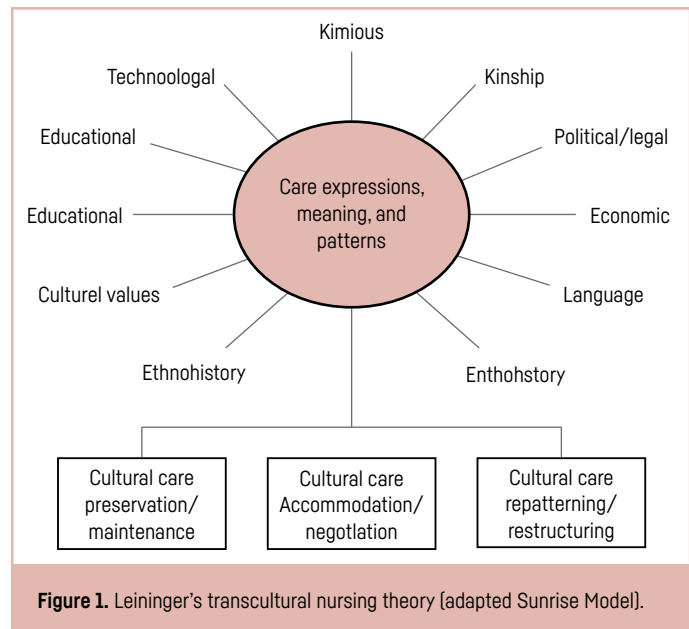 Kimious
Technoologal
Kinship
Educational
Political/legal
Care expressions,
meaning, and
patterns
Educational
Economic
Culturel values
Language
Ethnohistory
Enthohstory
Cultural care
preservation/
maintenance
Cultural care
Accommodation/
negotlation
Cultural care
repatterning/
restructuring
Figure 1. Leininger's transcultural nursing theory (adapted Sunrise Model).